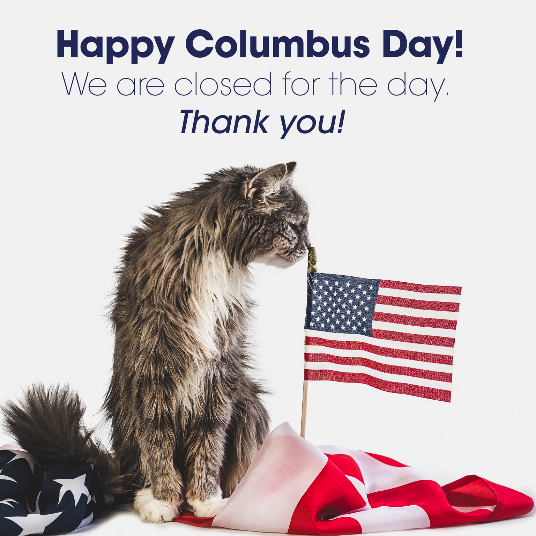 Happy Columbus Day!
We are closed for the day.
Thank you!